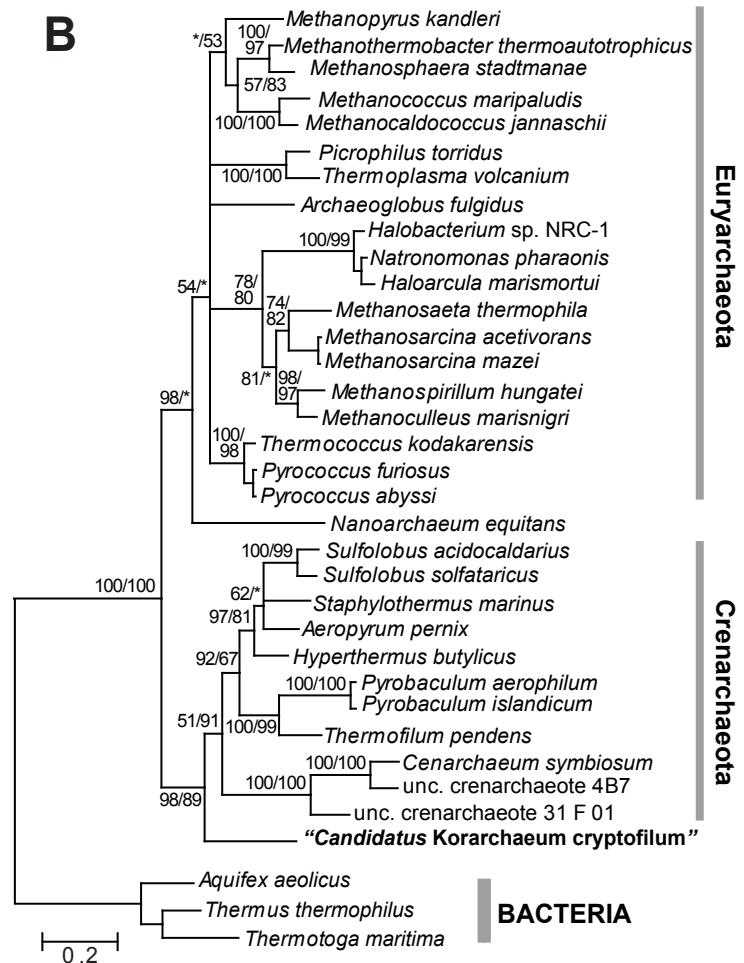 B
Methanopyrus kandleri
*/53
100/
97
Methanothermobacter thermoautotrophicus
Methanosphaera stadtmanae
57/83
Methanococcus maripaludis
100/100
Methanocaldococcus jannaschii
Picrophilus torridus
100/100
Thermoplasma volcanium
Archaeoglobus fulgidus
Halobacterium sp. NRC-1
100/99
Natronomonas pharaonis
Haloarcula marismortui
78/
80
54/*
74/
82
Methanosaeta thermophila
Methanosarcina acetivorans
Methanosarcina mazei
81/*
98/
97
Methanospirillum hungatei
Methanoculleus marisnigri
98/*
100/
98
Thermococcus kodakarensis
Pyrococcus furiosus
Pyrococcus abyssi
Euryarchaeota
Nanoarchaeum equitans
100/99
Sulfolobus acidocaldarius
Sulfolobus solfataricus
100/100
62/*
Staphylothermus marinus
97/81
Aeropyrum pernix
Hyperthermus butylicus
92/67
100/100
Pyrobaculum aerophilum
Pyrobaculum islandicum
51/91
100/99
Thermofilum pendens
100/100
Cenarchaeum symbiosum
100/100
unc. crenarchaeote 4B7
98/89
unc. crenarchaeote 31 F 01
Crenarchaeota
“Candidatus Korarchaeum cryptofilum”
Aquifex aeolicus
Thermus thermophilus
Thermotoga maritima
BACTERIA
0.2